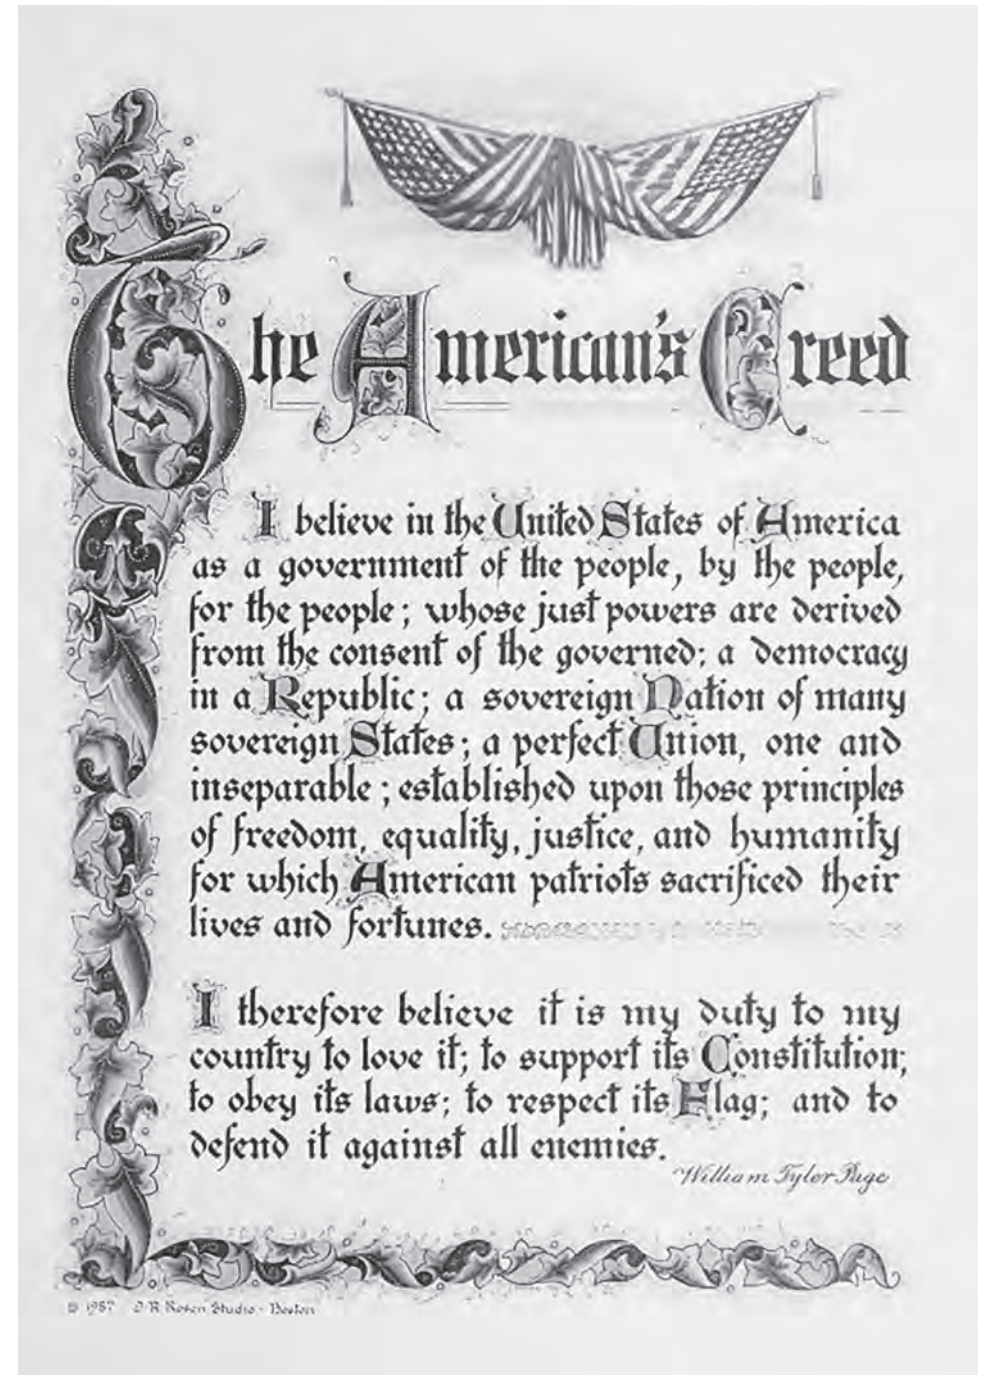 The American's Creed
I believe in the United States of America
as a government of the people, by the people,
for the people; whose just powers are derived
from the consent of the governed; a democracy
in a Republic; a sovereign Nation of many
sovereign States; a perfect Union, one and
inseparable; established upon those principles
of freedom, equality, justice, and humanity
for which American patriots sacrificed their
lives and fortunes.
I therefore believe it is my duty to my
country to love it; to support its Constitution;
to obey its laws; to respect its Flag; and to
defend it against all enemies.
William Tyler Page
© 1987 Rosen Studio - Boston